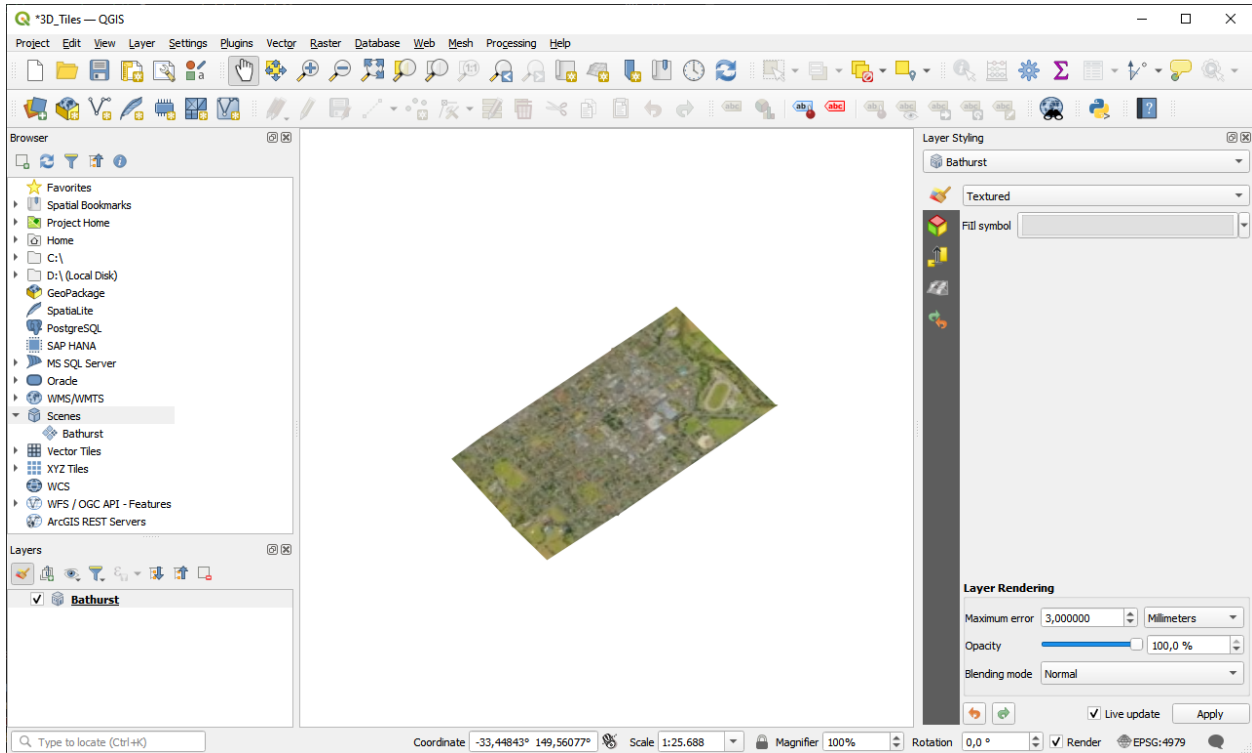 *3D_Tiles — QGIS
Project Edit View Layer Settings Plugins Vector Raster Database Web Mesh Processing Help
Browser
Favorites
Spatial Bookmarks
Project Home
Home
C:\
D:\ (Local Disk)
GeoPackage
SpatiaLite
PostgreSQL
SAP HANA
MS SQL Server
Oracle
WMS/WMTS
Scenes
Bathurst
Vector Tiles
XYZ Tiles
WCS
WFS / OGC API - Features
ArcGIS REST Servers
Layers
Bathurst
Layer Styling
Bathurst
Textured
Fill symbol
Layer Rendering
Maximum error 3,000000 Millimeters
Opacity 100,0 %
Blending mode Normal
Live update Apply
Type to locate (Ctrl+K) Coordinate -33,44843° 149,56077° Scale 1:25.688 Magnifier 100% Rotation 0,0 ° Render EPSG:4979